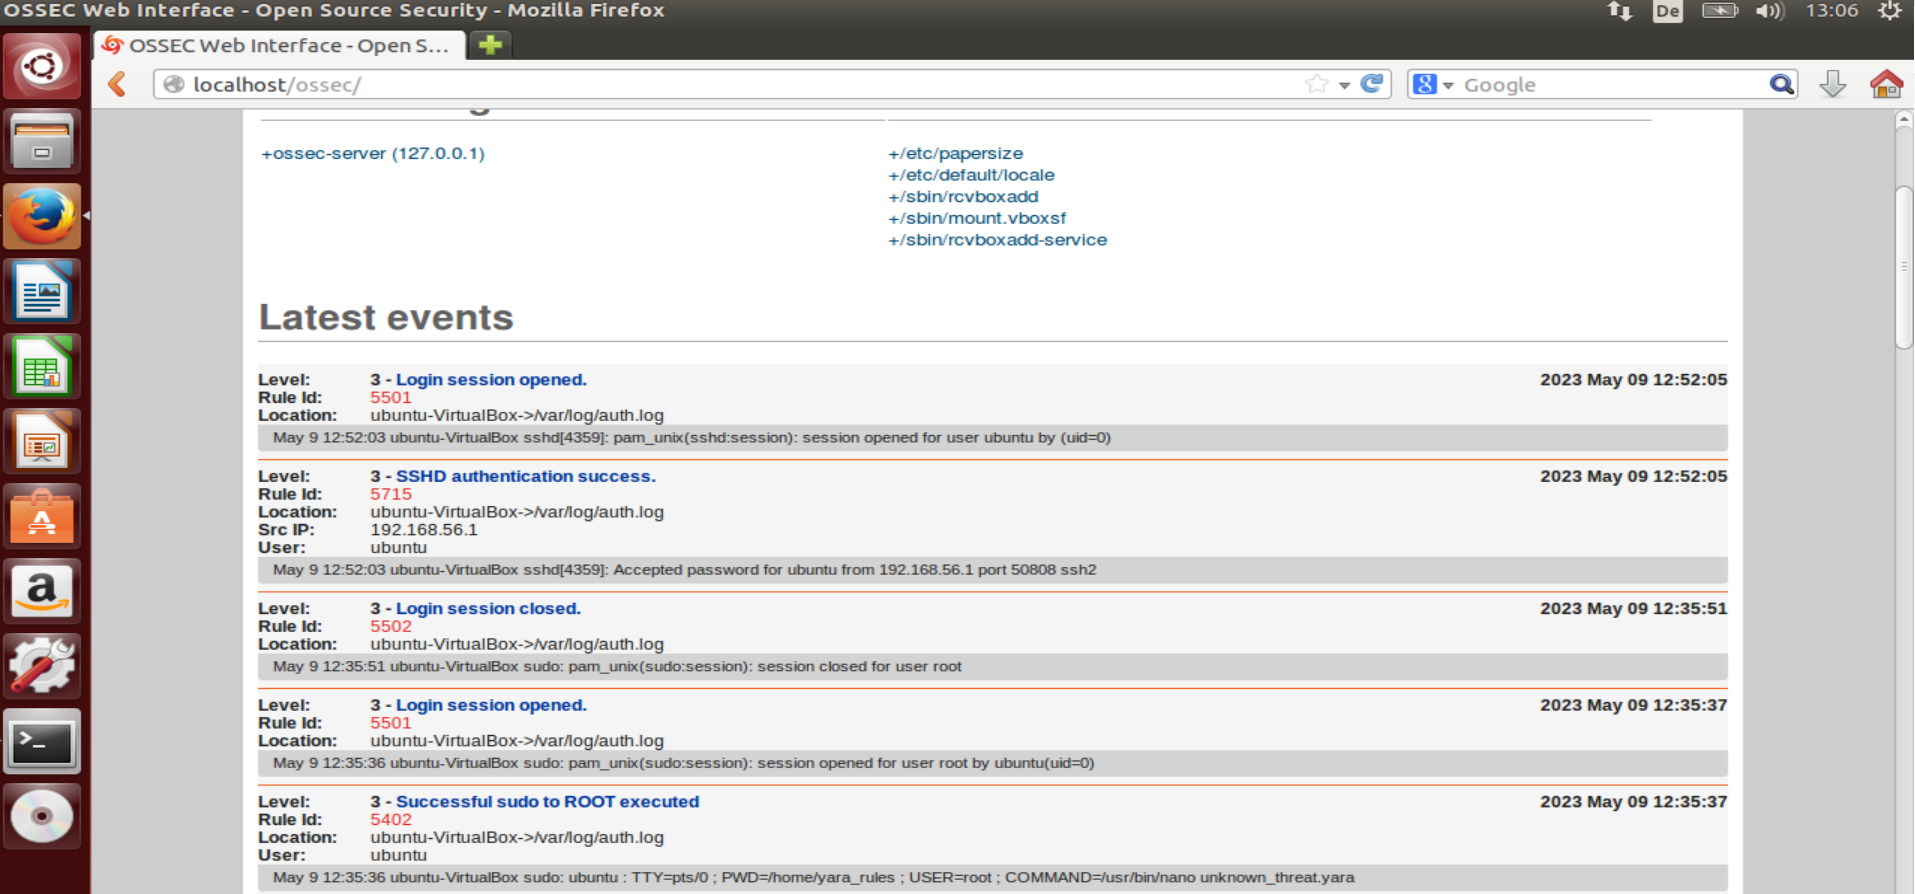 OSSEC Web Interface - Open Source Security - Mozilla Firefox
De
13:06
OSSEC Web Interface - Open S...
localhost/ossec/
8
Google
+ossec-server (127.0.0.1)
+/etc/papersize
+/etc/default/locale
+/sbin/rcvboxadd
+/sbin/mount.vboxsf
+/sbin/rcvboxadd-service
Latest events
Level: 3 - Login session opened. 2023 May 09 12:52:05
Rule Id: 5501
Location: ubuntu-VirtualBox->/var/log/auth.log
May 9 12:52:03 ubuntu-VirtualBox sshd[4359]: pam_unix(sshd:session): session opened for user ubuntu by (uid=0)
Level: 3 - SSHD authentication success. 2023 May 09 12:52:05
Rule Id: 5715
Location: ubuntu-VirtualBox->/var/log/auth.log
Src IP: 192.168.56.1
User: ubuntu
May 9 12:52:03 ubuntu-VirtualBox sshd[4359]: Accepted password for ubuntu from 192.168.56.1 port 50808 ssh2
Level: 3 - Login session closed. 2023 May 09 12:35:51
Rule Id: 5502
Location: ubuntu-VirtualBox->/var/log/auth.log
May 9 12:35:51 ubuntu-VirtualBox sudo: pam_unix(sudo:session): session closed for user root
Level: 3 - Login session opened. 2023 May 09 12:35:37
Rule Id: 5501
Location: ubuntu-VirtualBox->/var/log/auth.log
May 9 12:35:36 ubuntu-VirtualBox sudo: pam_unix(sudo:session): session opened for user root by ubuntu(uid=0)
Level: 3 - Successful sudo to ROOT executed 2023 May 09 12:35:37
Rule Id: 5402
Location: ubuntu-VirtualBox->/var/log/auth.log
User: ubuntu
May 9 12:35:36 ubuntu-VirtualBox sudo: ubuntu : TTY=pts/0 ; PWD=/home/yara_rules ; USER=root ; COMMAND=/usr/bin/nano unknown_threat.yara